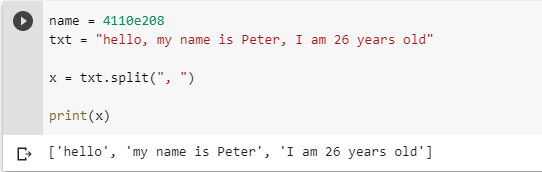 name = 4110e208
txt = "hello, my name is Peter, I am 26 years old"
x = txt.split(", ")
print(x)
['hello', 'my name is Peter', 'I am 26 years old']